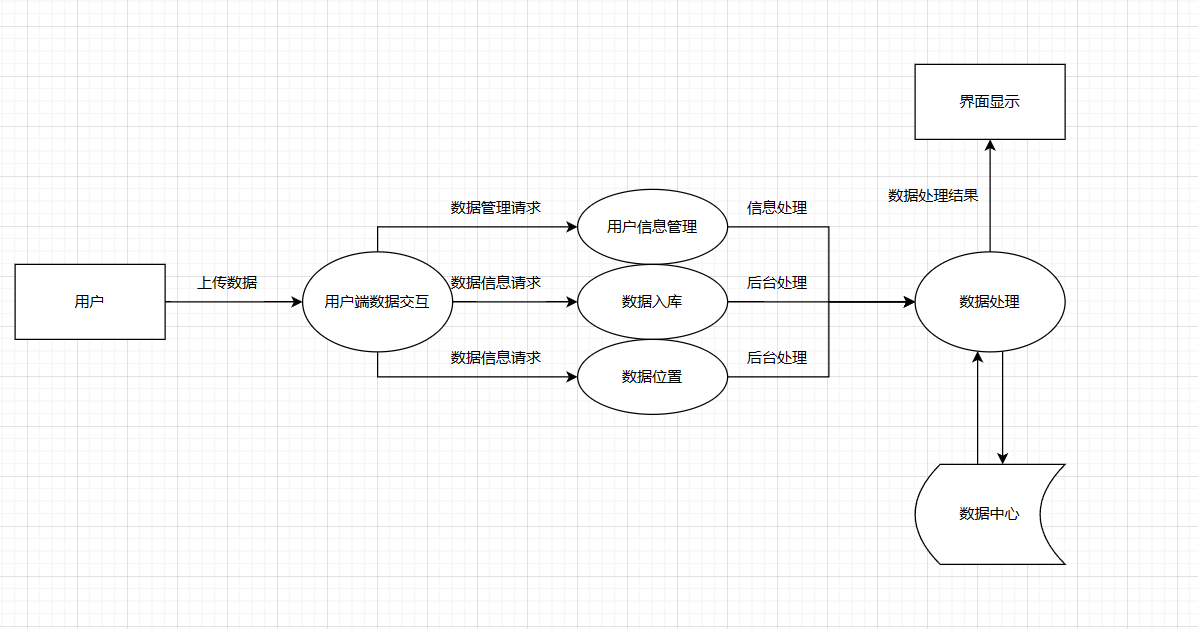 界面显示
数据处理结果
数据管理请求
用户信息管理
信息处理
用户
上传数据
用户端数据交互
数据信息请求
数据入库
后台处理
数据处理
数据信息请求
数据位置
后台处理
数据中心